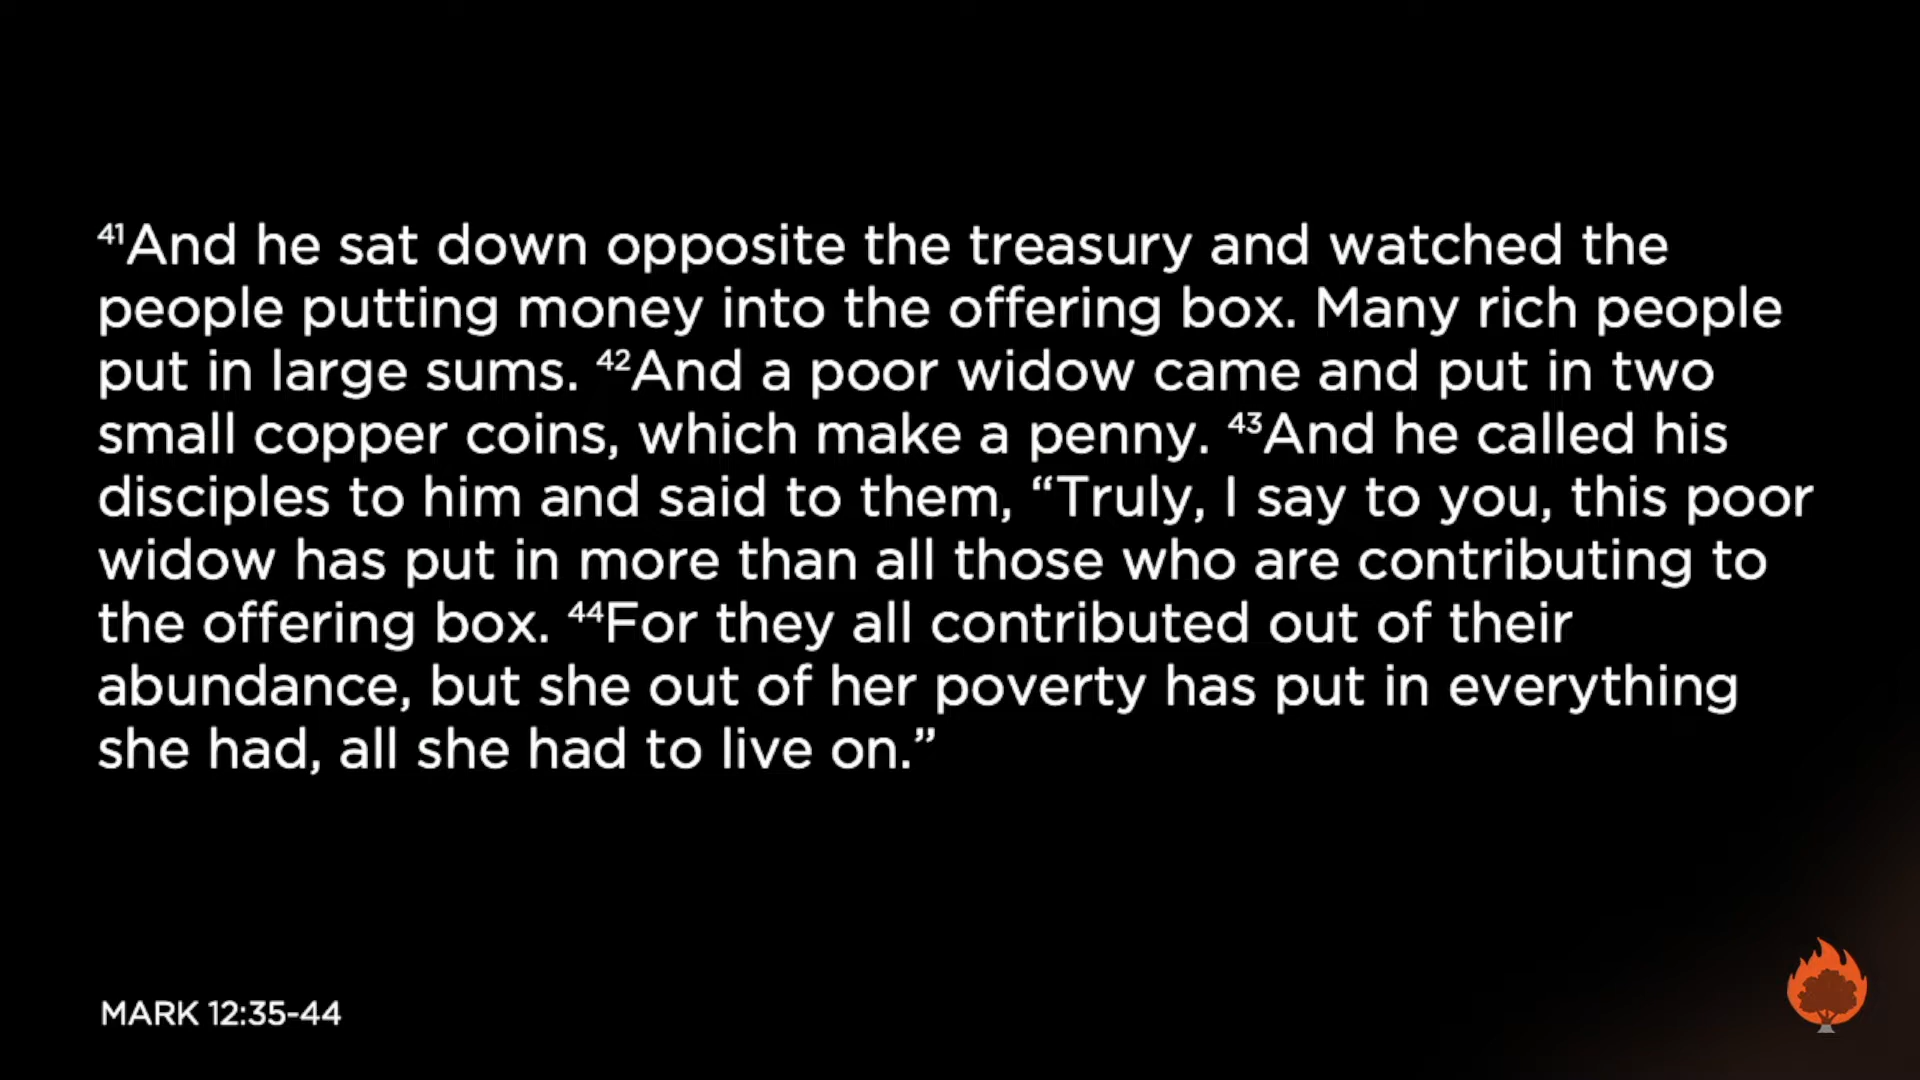 ⁴¹And he sat down opposite the treasury and watched the
people putting money into the offering box. Many rich people
put in large sums. ⁴²And a poor widow came and put in two
small copper coins, which make a penny. ⁴³And he called his
disciples to him and said to them, “Truly, I say to you, this poor
widow has put in more than all those who are contributing to
the offering box. ⁴⁴For they all contributed out of their
abundance, but she out of her poverty has put in everything
she had, all she had to live on.”
MARK 12:35-44